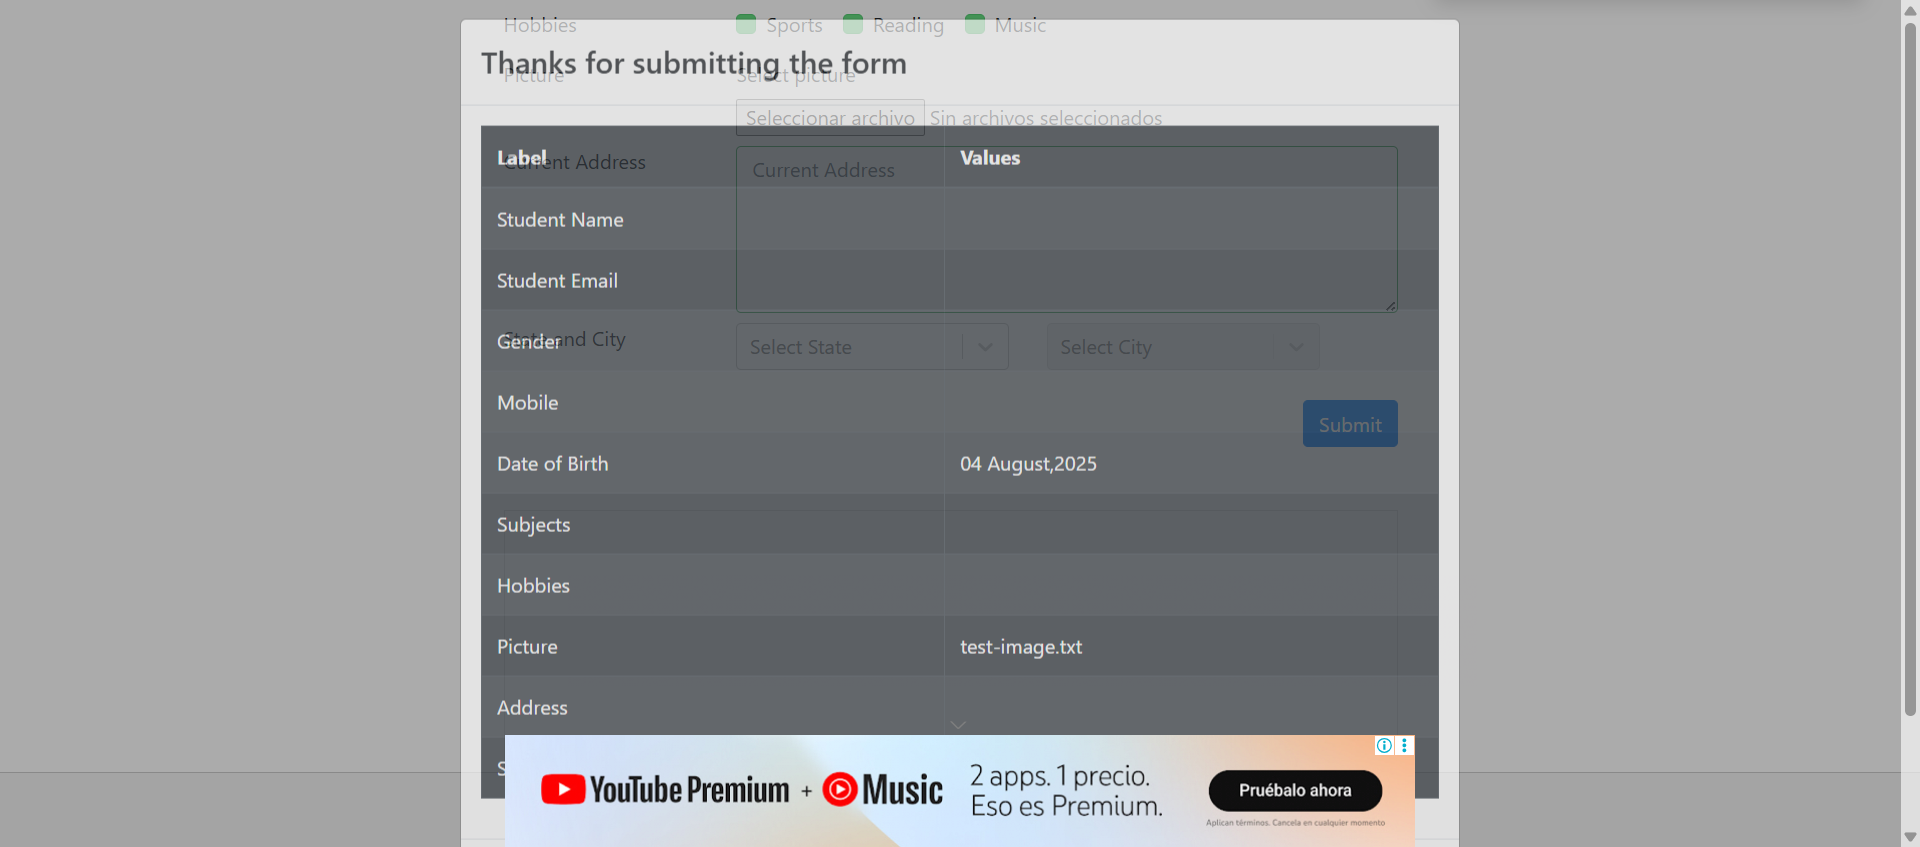 Hobbies Sports Reading Music
Thanks for submitting the form
Picture Select picture
Seleccionar archivo Sin archivos seleccionados
Label Values
Current Address Current Address
Student Name
Student Email
State and City Select State Select City
Gender
Mobile
Submit
Date of Birth 04 August,2025
Subjects
Hobbies
Picture test-image.txt
Address
S
YouTube Premium + Music
2 apps. 1 precio.
Eso es Premium.
Pruébalo ahora
Aplican términos. Cancela en cualquier momento